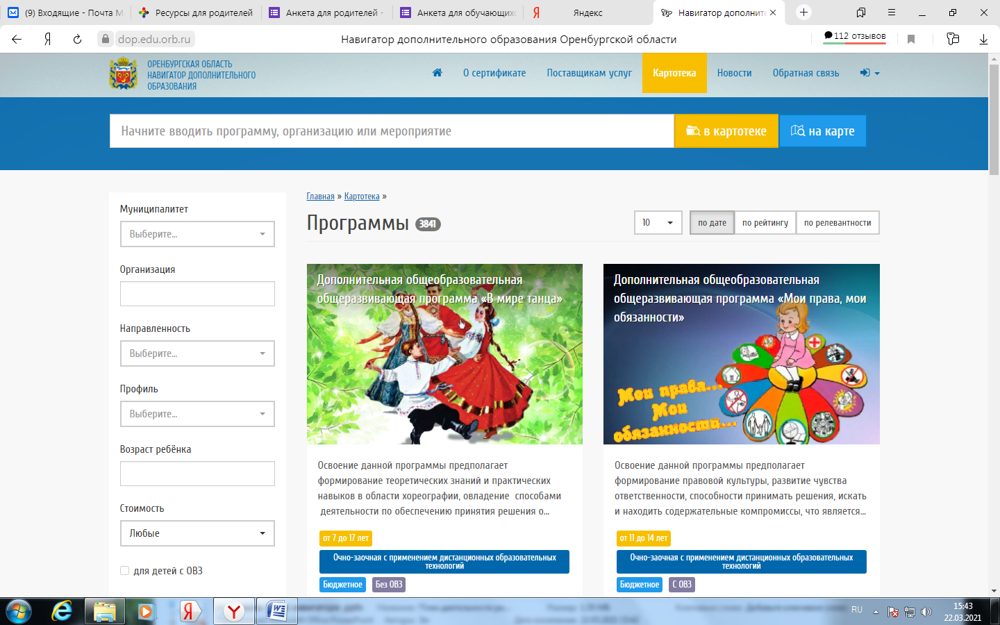 (9) Входящие - Почта M
Ресурсы для родителей
Анкета для родителей -
Анкета для обучающихс
Яндекс
Навигатор дополните
dop.edu.orb.ru
Навигатор дополнительного образования Оренбургской области
112 отзывов
ОРЕНБУРГСКАЯ ОБЛАСТЬ
НАВИГАТОР ДОПОЛНИТЕЛЬНОГО
ОБРАЗОВАНИЯ
О сертификате
Поставщикам услуг
Картотека
Новости
Обратная связь
Начните вводить программу, организацию или мероприятие
в картотеке
на карте
Муниципалитет
Выберите...
Организация
Направленность
Выберите...
Профиль
Выберите...
Возраст ребёнка
Стоимость
Любые
для детей с ОВЗ
Главная » Картотека »
Программы 3841
10
по дате
по рейтингу
по релевантности
Дополнительная общеобразовательная
общеразвивающая программа «В мире танца»
Освоение данной программы предполагает
формирование теоретических знаний и практических
навыков в области хореографии, овладение способами
деятельности по обеспечению принятия решения о...
от 7 до 17 лет
Очно-заочная с применением дистанционных образовательных
технологий
Бюджетное
Без ОВЗ
Дополнительная общеобразовательная
общеразвивающая программа «Мои права, мои
обязанности»
Мои права...
Мои
обязанности...
Освоение данной программы предполагает
формирование правовой культуры, развитие чувства
ответственности, способности принимать решения, искать
и находить содержательные компромиссы, что является...
от 11 до 14 лет
Очно-заочная с применением дистанционных образовательных
технологий
Бюджетное
С ОВЗ
RU
15:43
22.03.2021